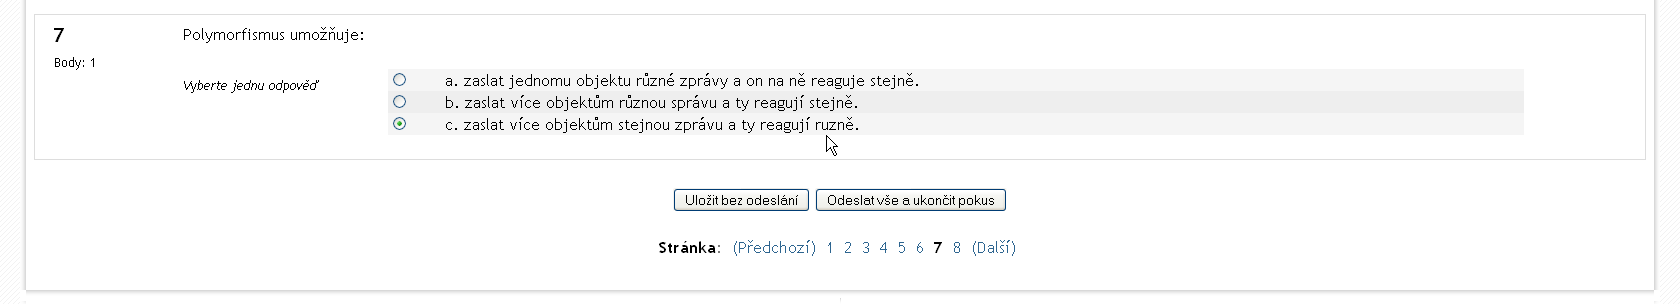 7
Polymorfismus umožňuje:
Body: 1
Vyberte jednu odpověď
a. zaslat jednomu objektu různé zprávy a on na ně reaguje stejně.
b. zaslat více objektům různou správu a ty reagují stejně.
c. zaslat více objektům stejnou zprávu a ty reagují ruzně.
Uložit bez odeslání Odeslat vše a ukončit pokus
Stránka: (Předchozí) 1 2 3 4 5 6 7 8 (Další)